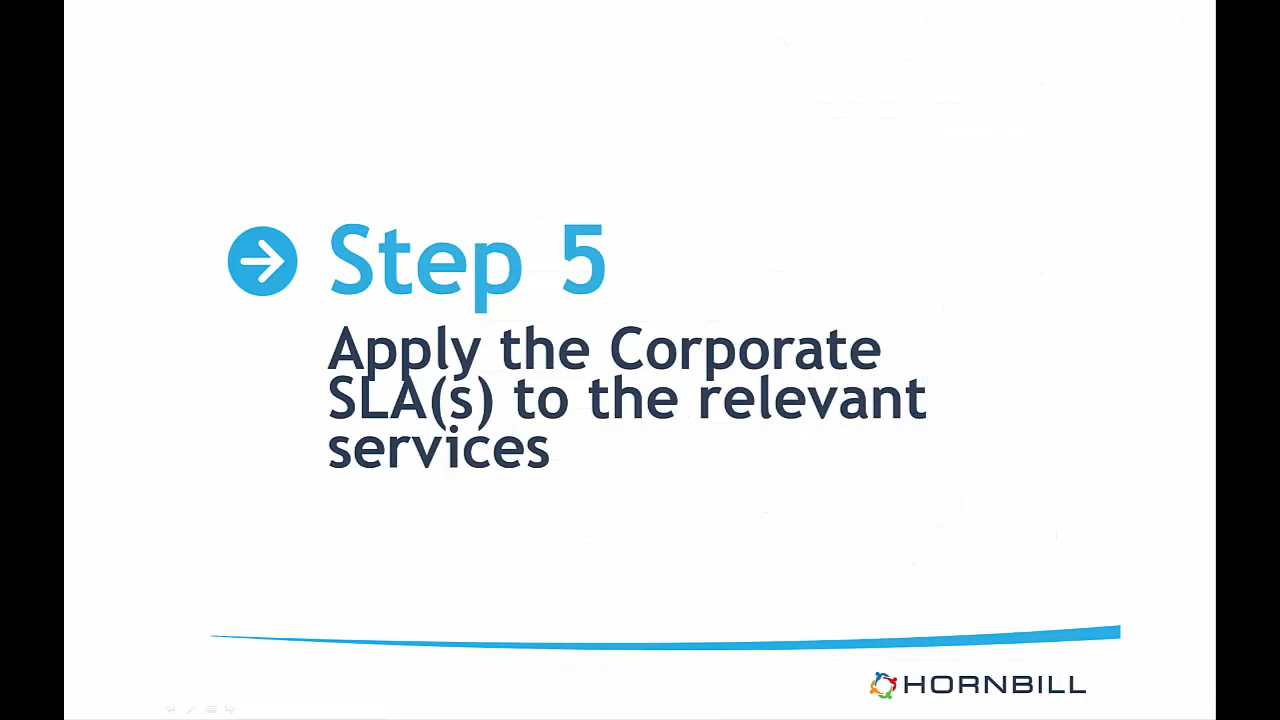 Step 5
Apply the Corporate
SLA(s) to the relevant
services
HORNBILL